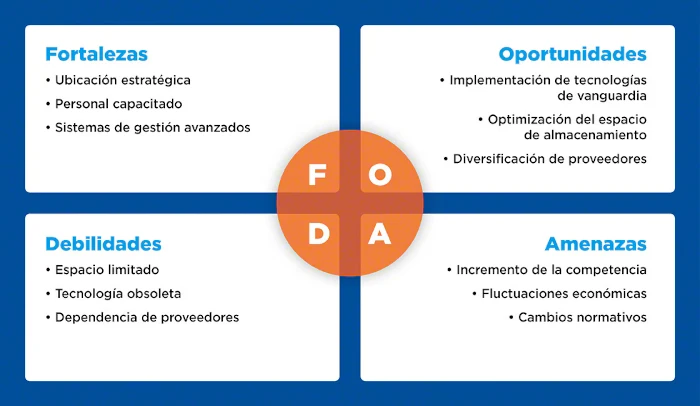 Fortalezas
• Ubicación estratégica
• Personal capacitado
• Sistemas de gestión avanzados
Oportunidades
• Implementación de tecnologías
de vanguardia
• Optimización del espacio
de almacenamiento
• Diversificación de proveedores
F O
D A
Debilidades
• Espacio limitado
• Tecnología obsoleta
• Dependencia de proveedores
Amenazas
• Incremento de la competencia
• Fluctuaciones económicas
• Cambios normativos